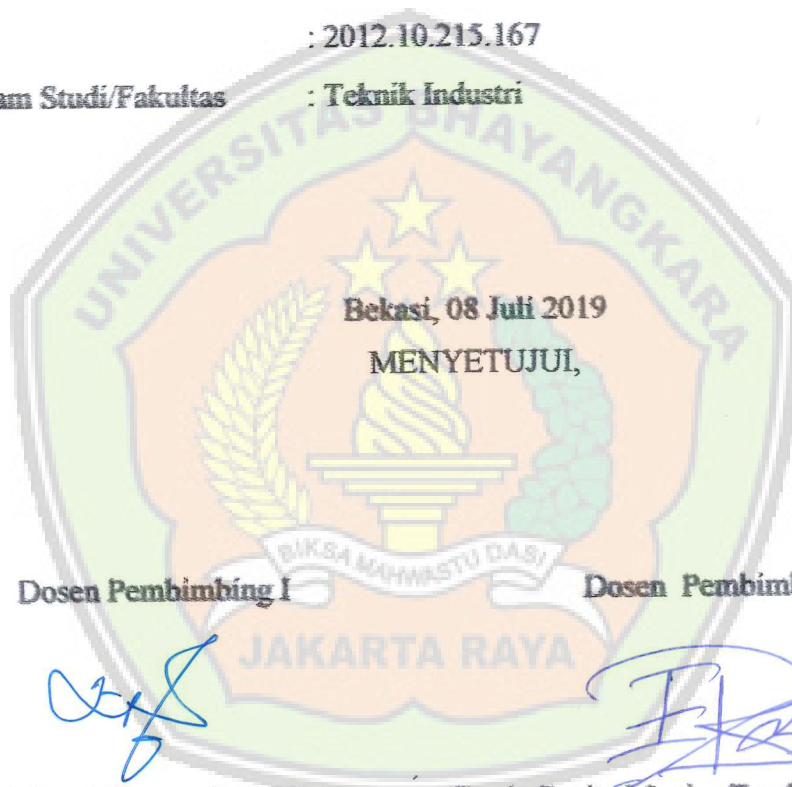 : 2012.10.215.167
am Studi/Fakultas : Teknik Industri
UNIVERSITAS BHAYANGKARA
Bekasi, 08 Juli 2019
MENYETUJUI,
BIKSA MAHWASTU DASI
Dosen Pembimbing I Dosen Pembimb
JAKARTA RAYA